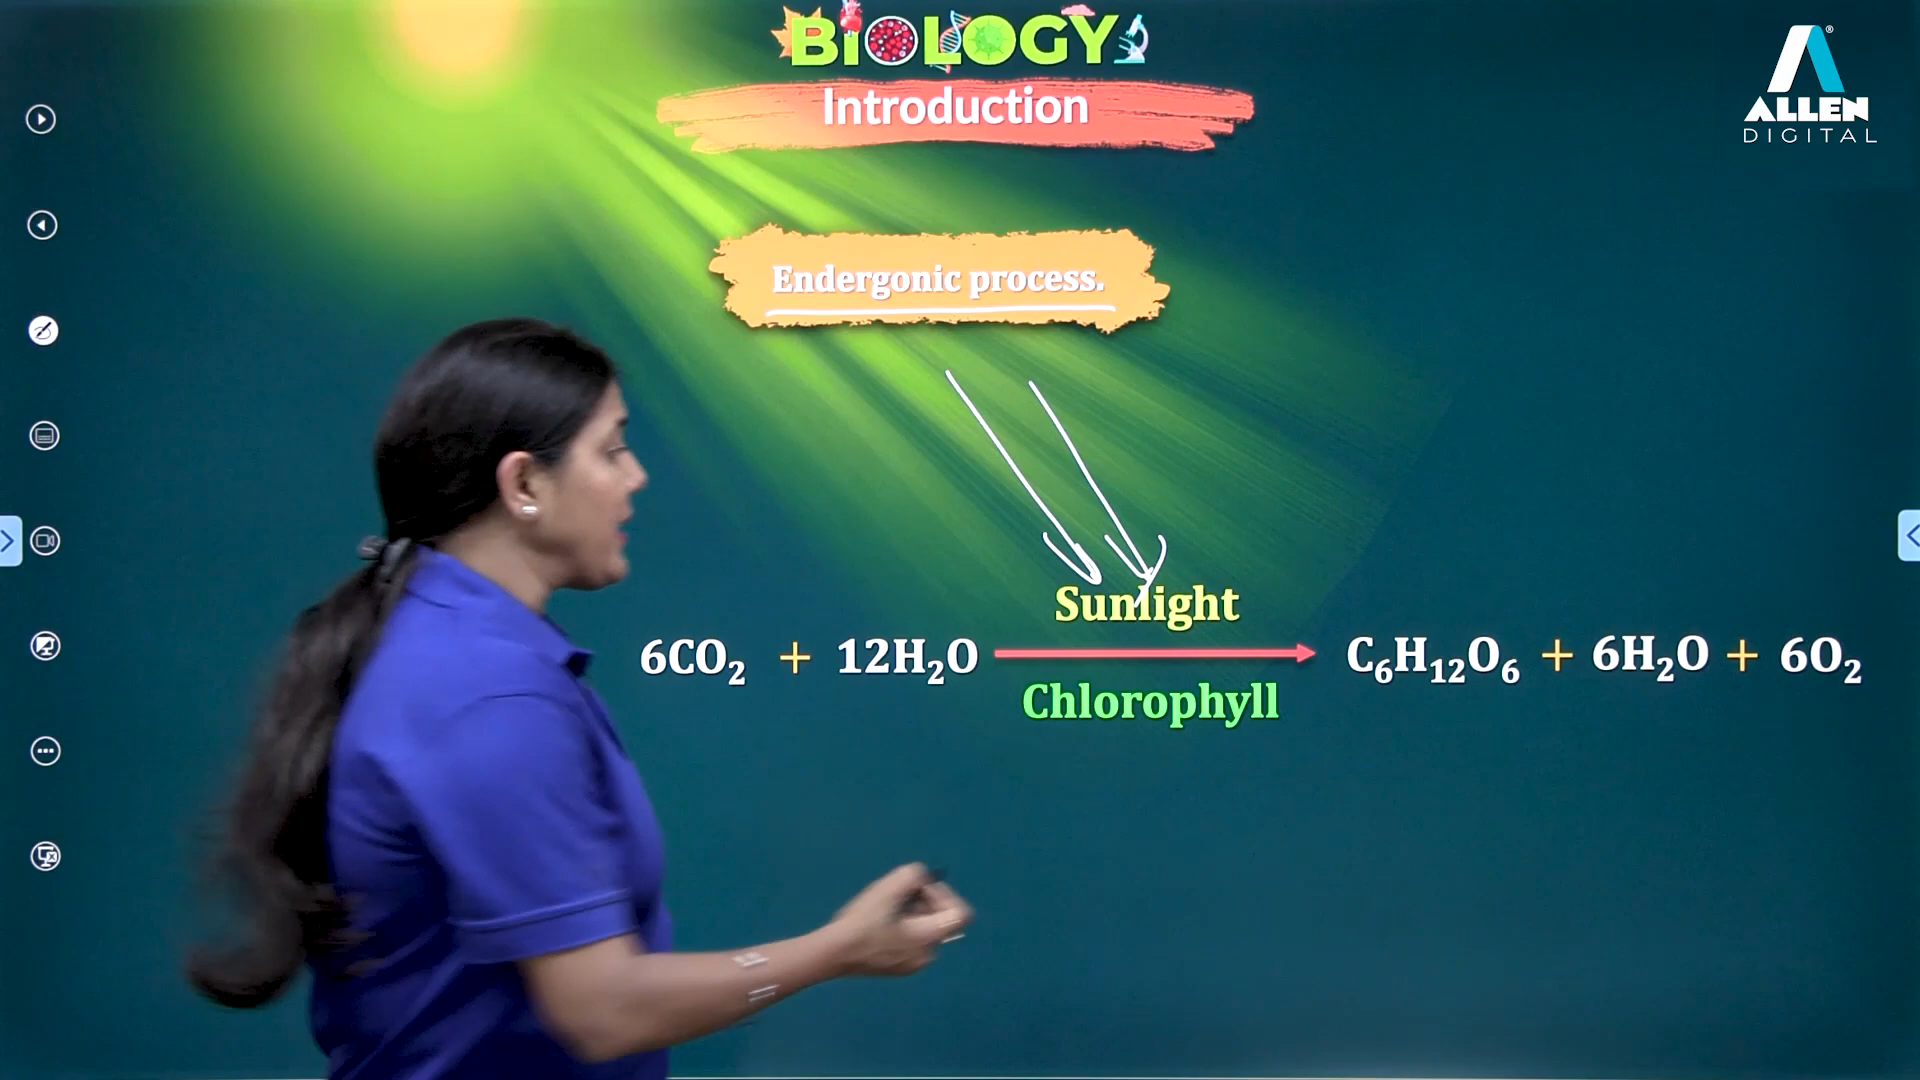 BIOLOGY
Introduction
ALLEN
DIGITAL
Endergonic process.
Sunlight
6CO₂ + 12H₂O → C₆H₁₂O₆ + 6H₂O + 6O₂
Chlorophyll